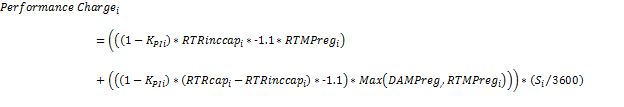 Performance Charge_i
= (((1 − K_PIi) ∗ RTRinccap_i ∗ -1.1 ∗ RTMPreg_i)
+ (((1 − K_PIi) ∗ (RTRcap_i − RTRinccap_i) ∗ -1.1) ∗ Max(DAMPreg, RTMPreg_i))) ∗ (S_i/3600)